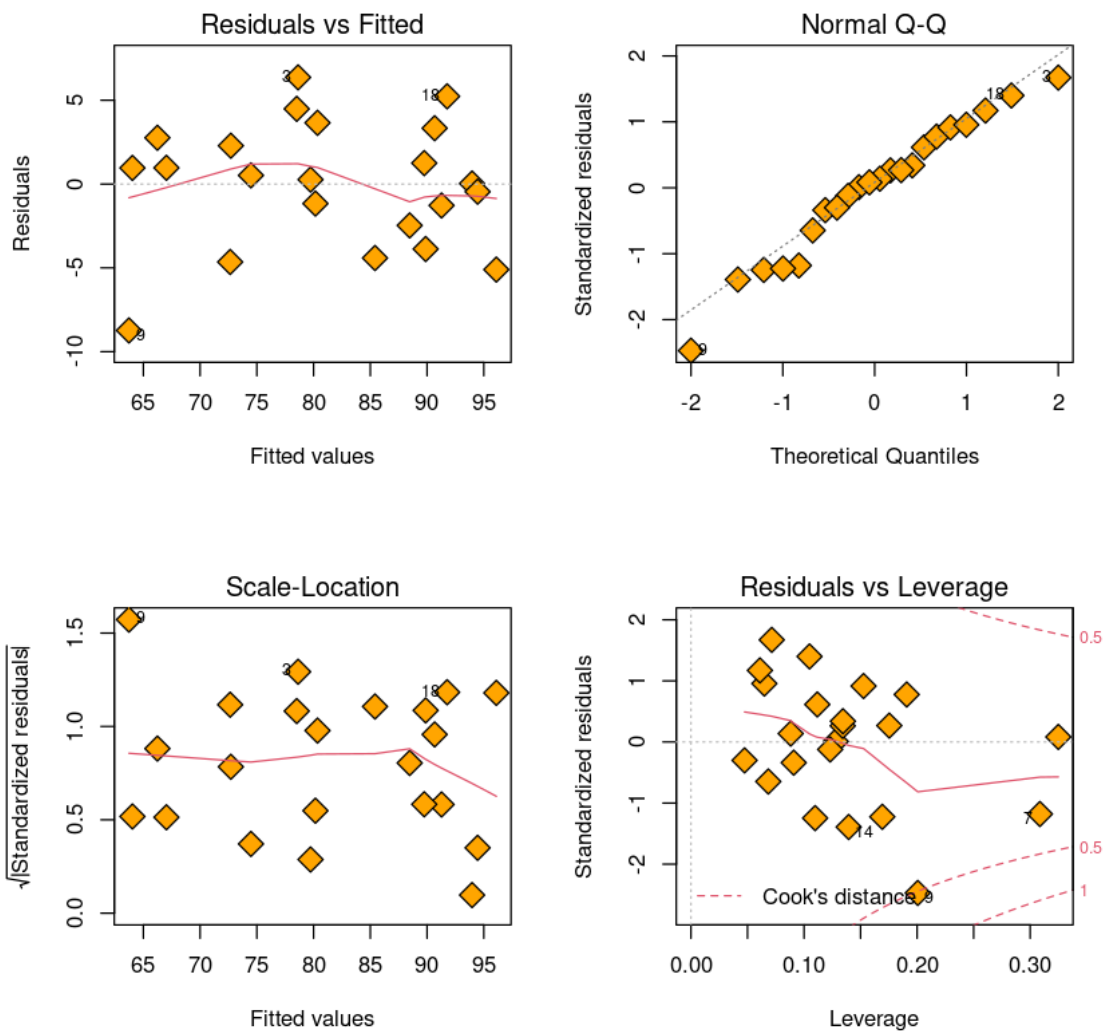 Residuals vs Fitted
Residuals
5
0
-5
-10
3
18
9
65 70 75 80 85 90 95
Fitted values
Normal Q-Q
Standardized residuals
2
1
0
-1
-2
18
3
9
-2 -1 0 1 2
Theoretical Quantiles
Scale-Location
√|Standardized residuals|
1.5
1.0
0.5
0.0
9
3
18
65 70 75 80 85 90 95
Fitted values
Residuals vs Leverage
Standardized residuals
2
1
0
-1
-2
0.5
7
14
0.5
Cook's distance
9
1
0.00 0.10 0.20 0.30
Leverage